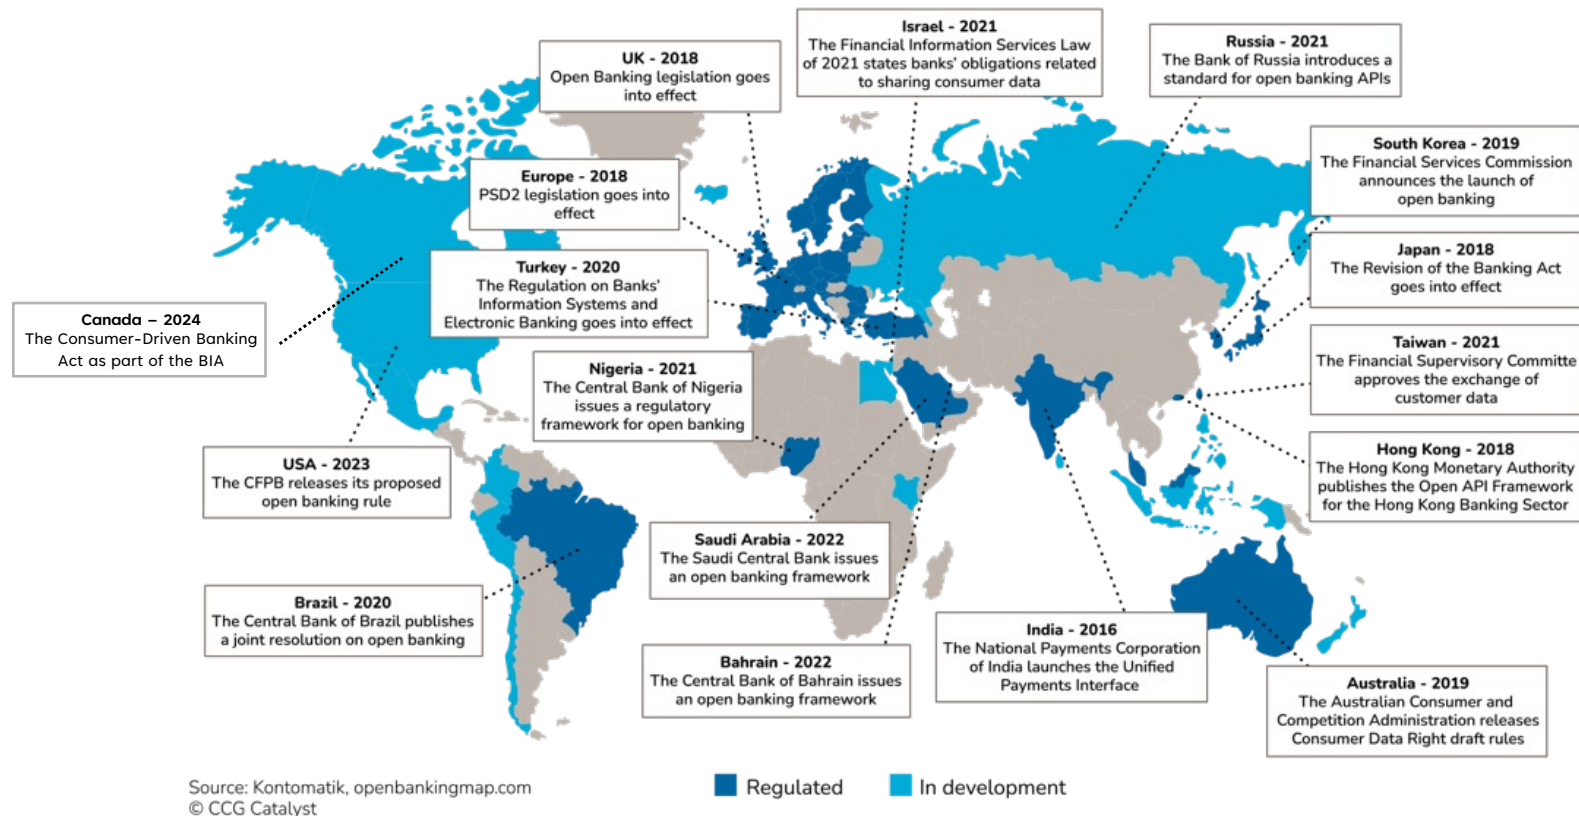 Israel - 2021
The Financial Information Services Law
of 2021 states banks' obligations related
to sharing consumer data
Russia - 2021
The Bank of Russia introduces a
standard for open banking APIs
UK - 2018
Open Banking legislation goes
into effect
South Korea - 2019
The Financial Services Commission
announces the launch of
open banking
Europe - 2018
PSD2 legislation goes into
effect
Japan - 2018
The Revision of the Banking Act
goes into effect
Turkey - 2020
The Regulation on Banks'
Information Systems and
Electronic Banking goes into effect
Canada – 2024
The Consumer-Driven Banking
Act as part of the BIA
Taiwan - 2021
The Financial Supervisory Committe
approves the exchange of
customer data
Nigeria - 2021
The Central Bank of Nigeria
issues a regulatory
framework for open banking
Hong Kong - 2018
The Hong Kong Monetary Authority
publishes the Open API Framework
for the Hong Kong Banking Sector
USA - 2023
The CFPB releases its proposed
open banking rule
Saudi Arabia - 2022
The Saudi Central Bank issues
an open banking framework
Brazil - 2020
The Central Bank of Brazil publishes
a joint resolution on open banking
India - 2016
The National Payments Corporation
of India launches the Unified
Payments Interface
Bahrain - 2022
The Central Bank of Bahrain issues
an open banking framework
Australia - 2019
The Australian Consumer and
Competition Administration releases
Consumer Data Right draft rules
Source: Kontomatik, openbankingmap.com
© CCG Catalyst
Regulated
In development